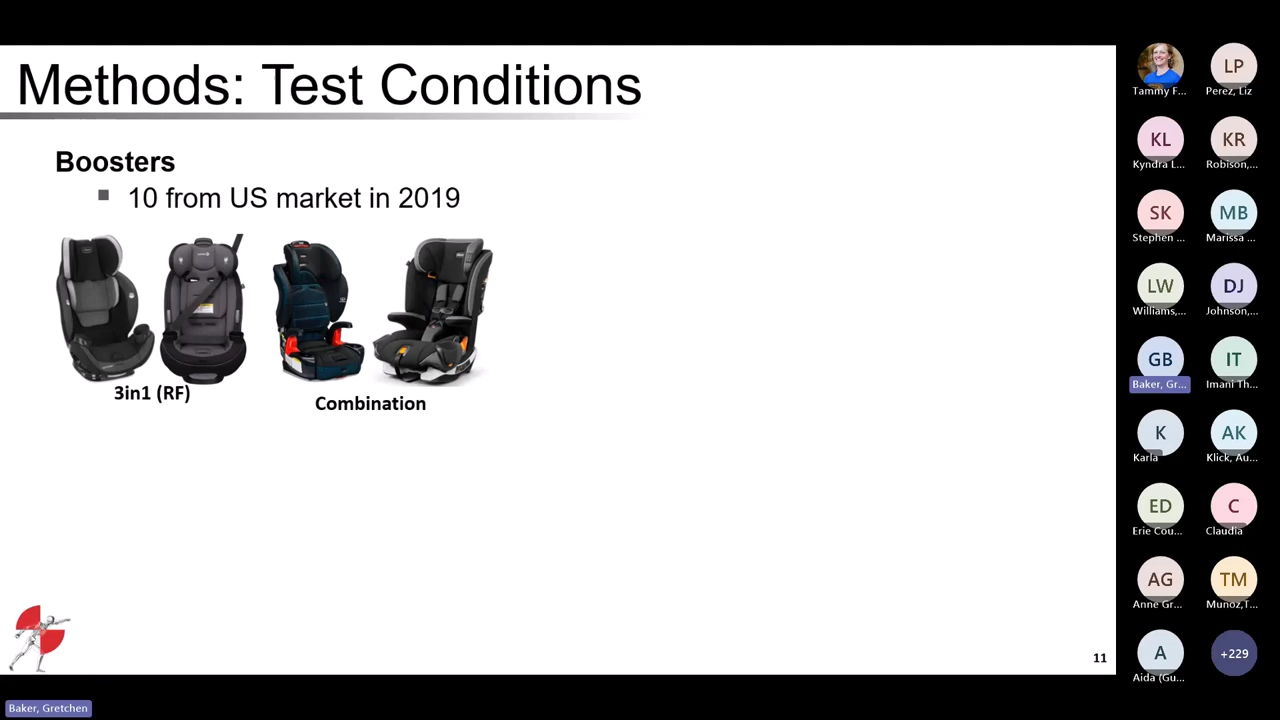 Methods: Test Conditions
Boosters
10 from US market in 2019
3in1 (RF)
Combination
11
Baker, Gretchen
Tammy F...
LP
Perez, Liz
KL
Kyndra L...
KR
Robison,...
SK
Stephen ...
MB
Marissa ...
LW
Williams,...
DJ
Johnson,...
GB
Baker, Gr...
IT
Imani Th...
K
Karla
AK
Klick, Au...
ED
Erie Cou...
C
Claudia
AG
Anne Gr...
TM
Munoz,T...
A
Aida (Gu...
+229